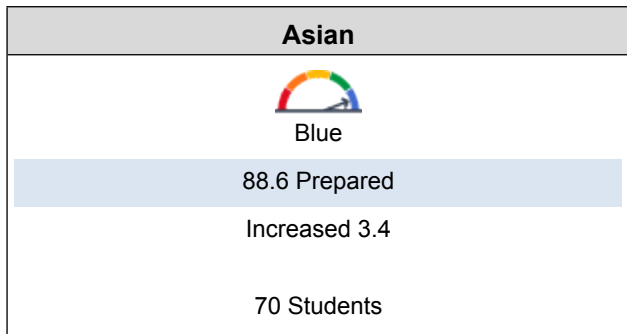 Asian
Blue
88.6 Prepared
Increased 3.4
70 Students